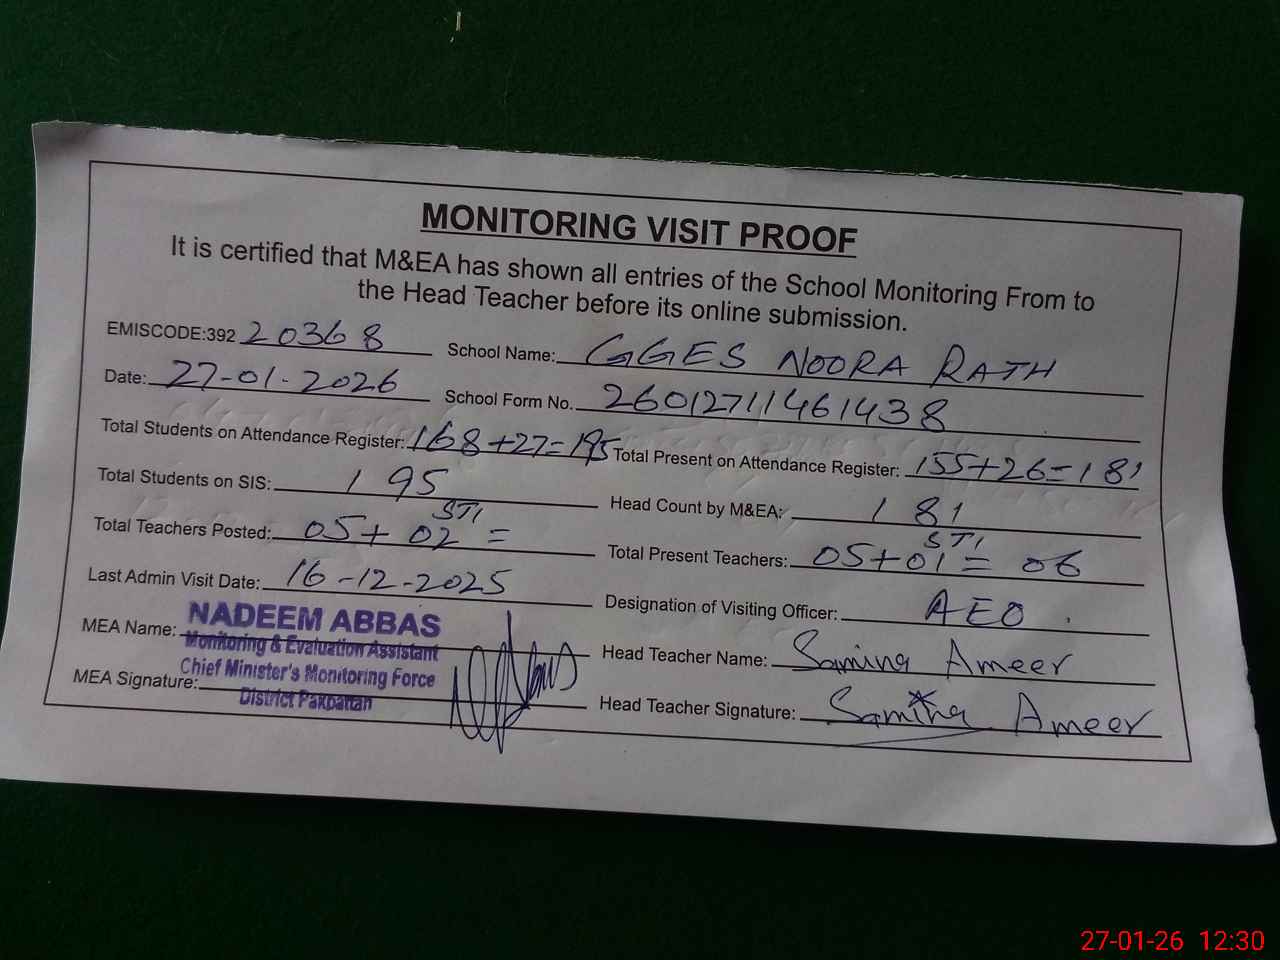 MONITORING VISIT PROOF
It is certified that M&EA has shown all entries of the School Monitoring From to
the Head Teacher before its online submission.
EMISCODE:392 20368 School Name: GGES NOORA RATH
Date: 27-01-2026 School Form No. 26012711461438
Total Students on Attendance Register: 168+27=195 Total Present on Attendance Register: 155+26=181
Total Students on SIS: 195 Head Count by M&EA: 181
STI STI
Total Teachers Posted: 05+02= Total Present Teachers: 05+01=06
Last Admin Visit Date: 16-12-2025 Designation of Visiting Officer: AEO.
MEA Name: NADEEM ABBAS Head Teacher Name: Samina Ameer
Monitoring & Evaluation Assistant
Chief Minister's Monitoring Force
MEA Signature: District Pakpattan Head Teacher Signature: Samina Ameer
27-01-26 12:30